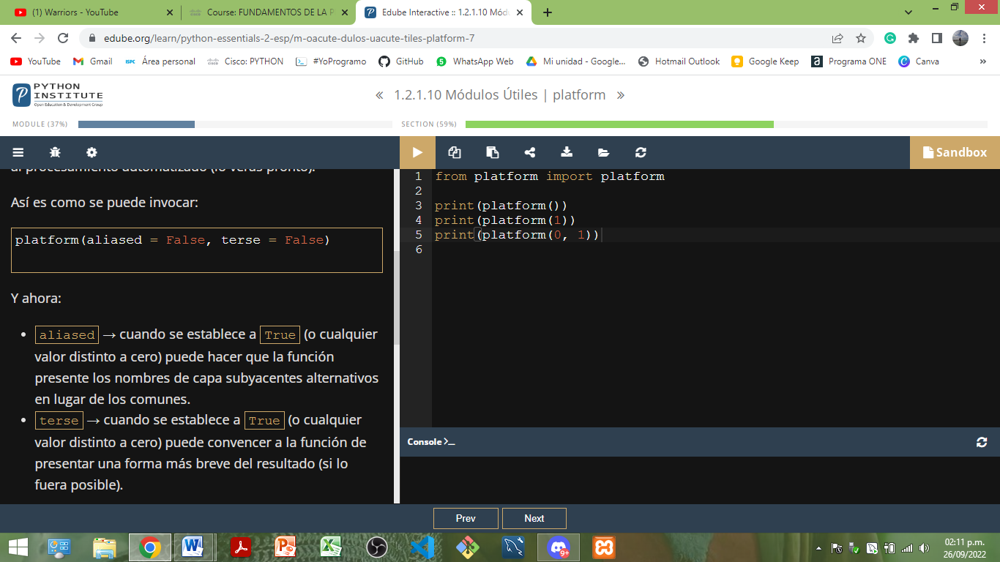 (1) Warriors - YouTube
Course: FUNDAMENTOS DE LA P
Edube Interactive :: 1.2.1.10 Módu
edube.org/learn/python-essentials-2-esp/m-oacute-dulos-uacute-tiles-platform-7
YouTube
Gmail
ISPC Área personal
Cisco: PYTHON
#YoProgramo
GitHub
5 WhatsApp Web
Mi unidad - Google...
Hotmail Outlook
Google Keep
a Programa ONE
Canva
»
PYTHON
INSTITUTE
Open Education & Development Group
« 1.2.1.10 Módulos Útiles | platform »
MODULE (37%)
SECTION (59%)
Sandbox
al procesamiento automatizado (lo verás pronto).
Así es como se puede invocar:
platform(aliased = False, terse = False)
Y ahora:
• aliased → cuando se establece a True (o cualquier
valor distinto a cero) puede hacer que la función
presente los nombres de capa subyacentes alternativos
en lugar de los comunes.
• terse → cuando se establece a True (o cualquier
valor distinto a cero) puede convencer a la función de
presentar una forma más breve del resultado (si lo
fuera posible).
1 from platform import platform
2
3 print(platform())
4 print(platform(1))
5 print(platform(0, 1))
6
Console >_
Prev
Next
9+
02:11 p.m.
26/09/2022